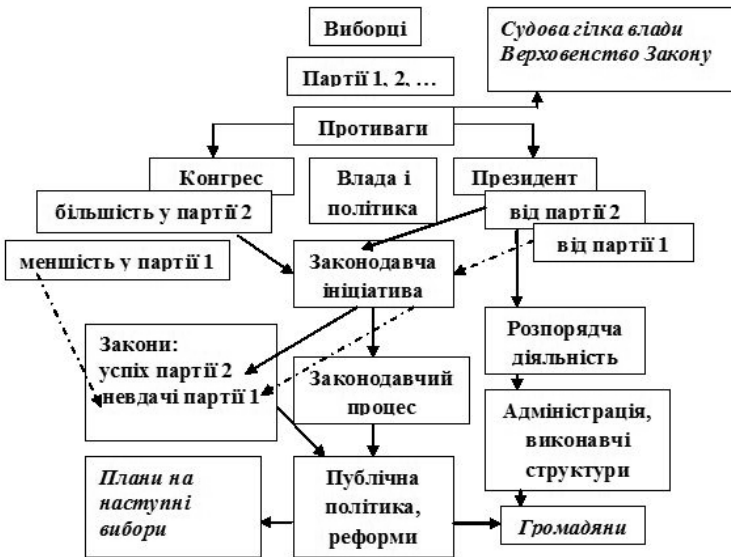 Виборці
Судова гілка влади
Верховенство Закону
Партії 1, 2, ...
Противаги
Конгрес
Влада і
політика
Президент
більшість у партії 2
від партії 2
меншість у партії 1
від партії 1
Законодавча
ініціатива
Закони:
успіх партії 2
невдачі партії 1
Законодавчий
процес
Розпорядча
діяльність
Адміністрація,
виконавчі
структури
Плани на
наступні
вибори
Публічна
політика,
реформи
Громадяни